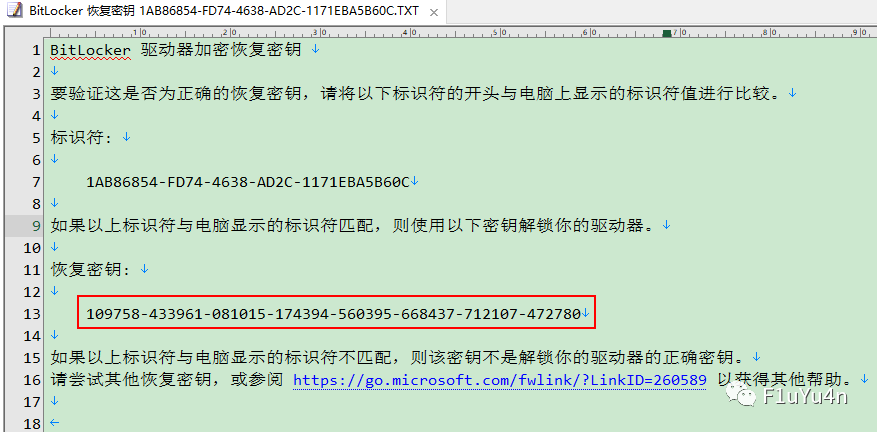 BitLocker 恢复密钥 1AB86854-FD74-4638-AD2C-1171EBA5B60C.TXT ×
10 20 30 40 50 60 70 80 90
1 BitLocker 驱动器加密恢复密钥 ↓
2 ↓
3 要验证这是否为正确的恢复密钥，请将以下标识符的开头与电脑上显示的标识符值进行比较。↓
4 ↓
5 标识符: ↓
6 ↓
7 1AB86854-FD74-4638-AD2C-1171EBA5B60C↓
8 ↓
9 如果以上标识符与电脑显示的标识符匹配，则使用以下密钥解锁你的驱动器。↓
10 ↓
11 恢复密钥: ↓
12 ↓
13 109758-433961-081015-174394-560395-668437-712107-472780↓
14 ↓
15 如果以上标识符与电脑显示的标识符不匹配，则该密钥不是解锁你的驱动器的正确密钥。↓
16 请尝试其他恢复密钥，或参阅 https://go.microsoft.com/fwlink/?LinkID=260589 以获得其他帮助。↓
17 ↓
18 ←
F1uYu4n